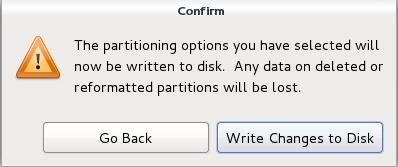 Confirm
The partitioning options you have selected will
now be written to disk.  Any data on deleted or
reformatted partitions will be lost.
Go Back
Write Changes to Disk